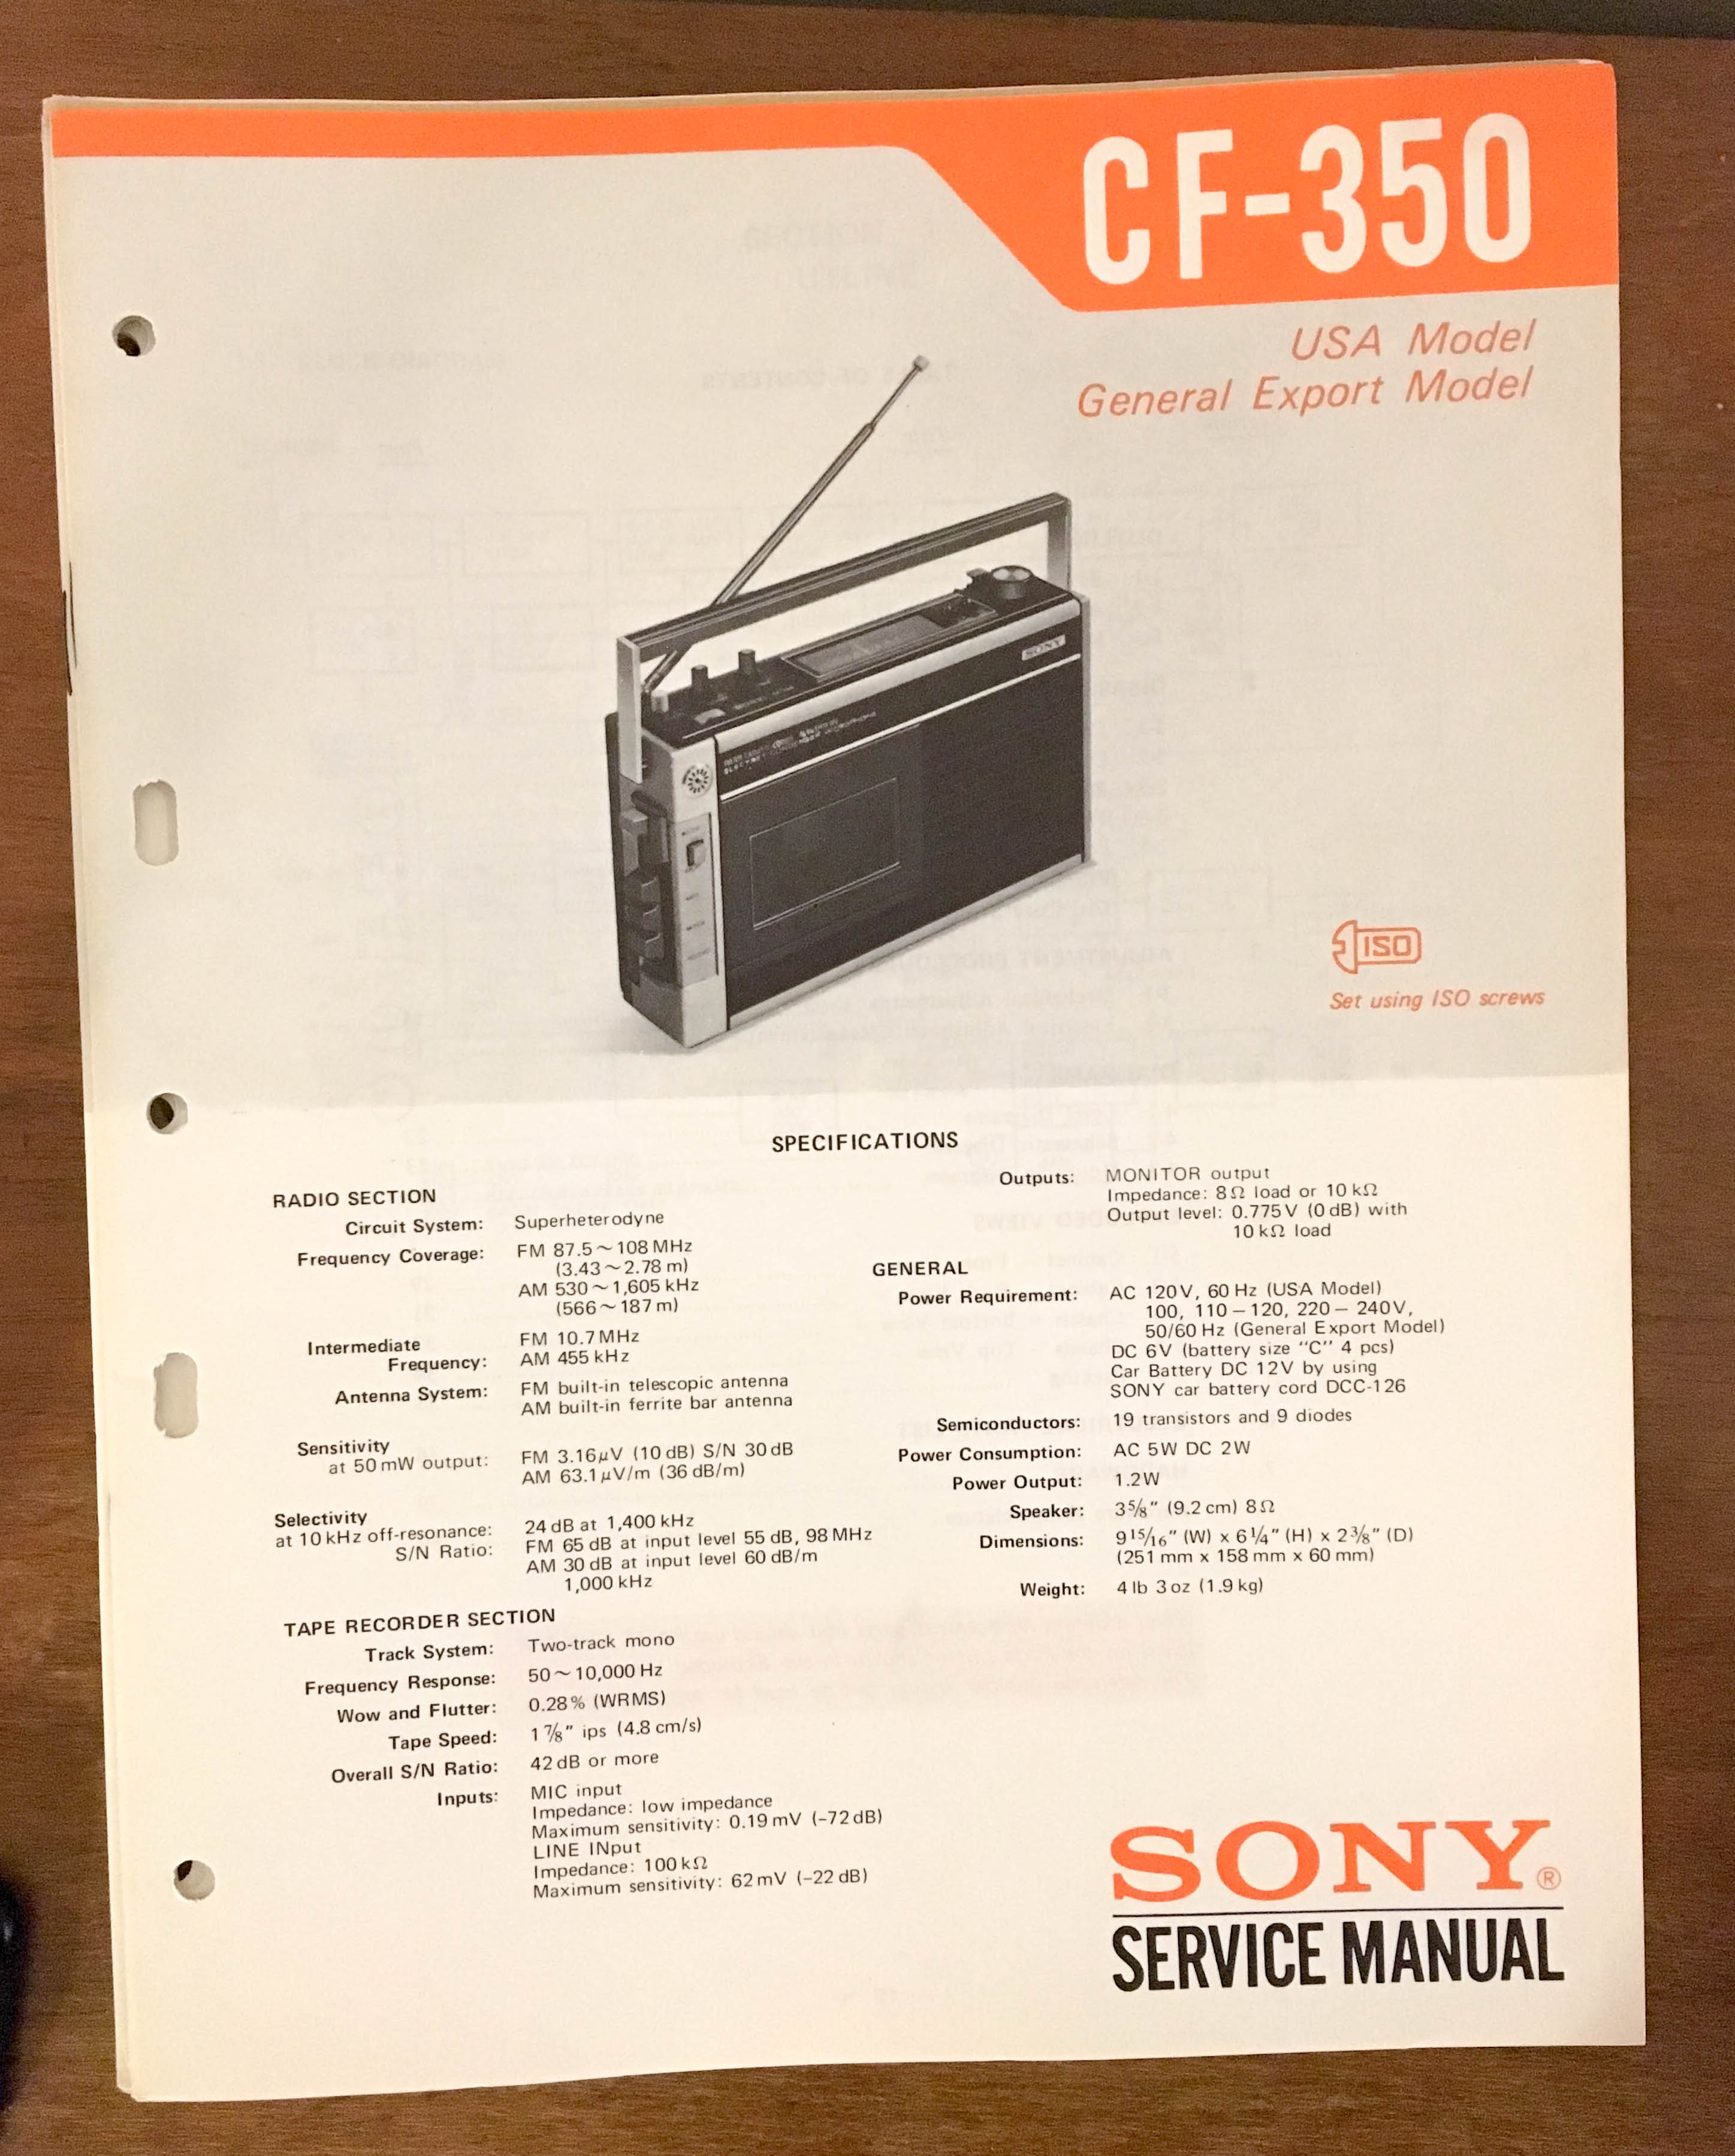 CF-350
USA Model
General Export Model
SONY
ISO
Set using ISO screws
SPECIFICATIONS
RADIO SECTION
Circuit System: Superheterodyne
Frequency Coverage: FM 87.5~108 MHz
(3.43~2.78 m)
AM 530~1,605 kHz
(566~187 m)
Intermediate FM 10.7 MHz
Frequency: AM 455 kHz
Antenna System: FM built-in telescopic antenna
AM built-in ferrite bar antenna
Sensitivity
at 50 mW output: FM 3.16μV (10 dB) S/N 30 dB
AM 63.1 μV/m (36 dB/m)
Selectivity
at 10 kHz off-resonance: 24 dB at 1,400 kHz
S/N Ratio: FM 65 dB at input level 55 dB, 98 MHz
AM 30 dB at input level 60 dB/m
1,000 kHz
TAPE RECORDER SECTION
Track System: Two-track mono
Frequency Response: 50~10,000 Hz
Wow and Flutter: 0.28% (WRMS)
Tape Speed: 1 7/8" ips (4.8 cm/s)
Overall S/N Ratio: 42 dB or more
Inputs: MIC input
Impedance: low impedance
Maximum sensitivity: 0.19 mV (-72 dB)
LINE INput
Impedance: 100 kΩ
Maximum sensitivity: 62 mV (-22 dB)
Outputs: MONITOR output
Impedance: 8Ω load or 10 kΩ
Output level: 0.775 V (0 dB) with
10 kΩ load
GENERAL
Power Requirement: AC 120 V, 60 Hz (USA Model)
100, 110 – 120, 220 – 240 V,
50/60 Hz (General Export Model)
DC 6V (battery size "C" 4 pcs)
Car Battery DC 12V by using
SONY car battery cord DCC-126
Semiconductors: 19 transistors and 9 diodes
Power Consumption: AC 5W DC 2W
Power Output: 1.2W
Speaker: 3 5/8" (9.2 cm) 8Ω
Dimensions: 9 15/16" (W) x 6 1/4" (H) x 2 3/8" (D)
(251 mm x 158 mm x 60 mm)
Weight: 4 lb 3 oz (1.9 kg)
SONY®
SERVICE MANUAL